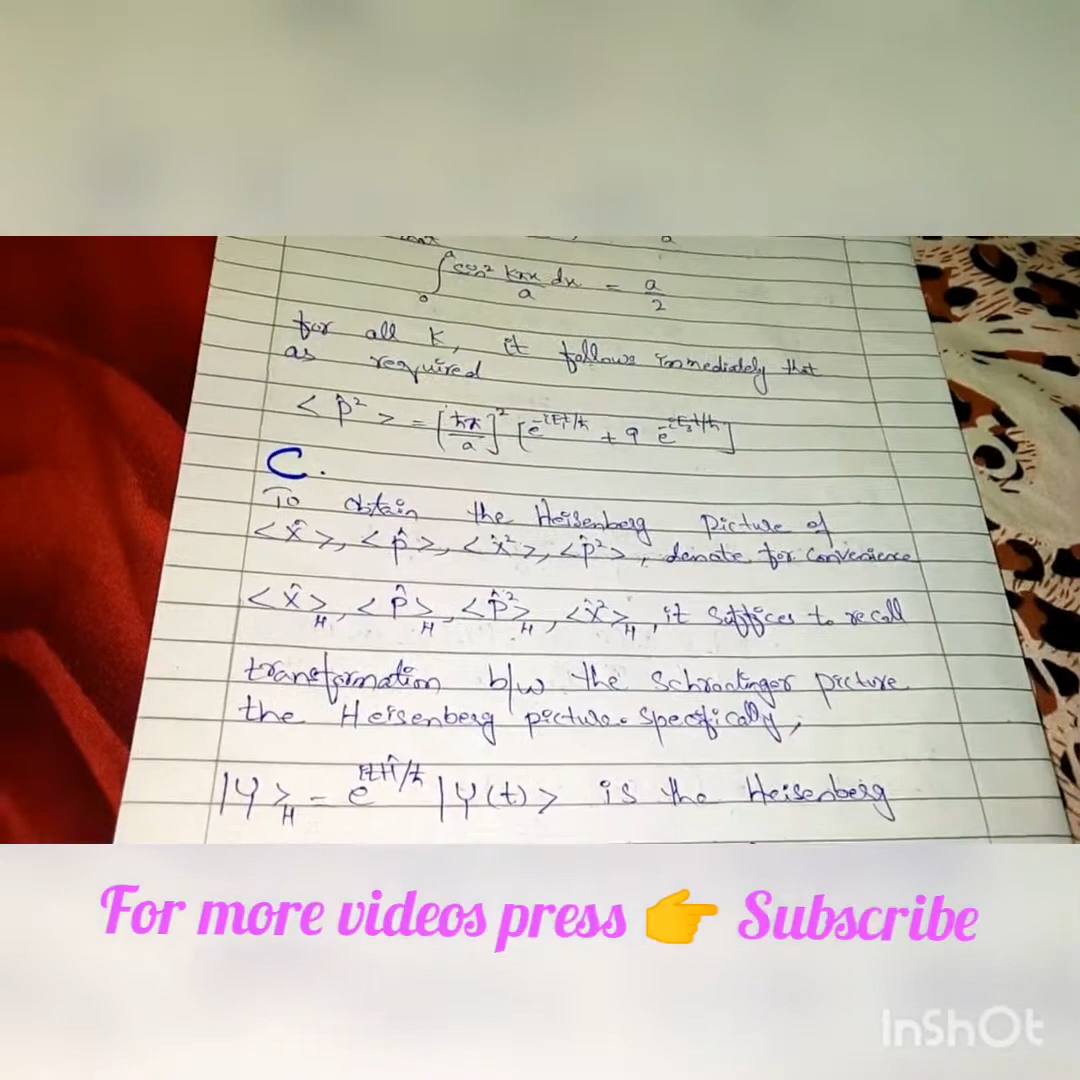 ∫₀ᵃ cos² kπx/a dx = a/2
for all K, it follows immediately that
as required
<p̂²> = [ħπ/a]² [e^-iE₁t/ħ + 9 e^-iE₃t/ħ]
C.
To obtain the Heisenberg Picture of
<x̂>, <p̂>, <x̂²>, <p̂²>, denote for convenience
<x̂>_H, <p̂>_H, <p̂²>_H, <x̂²>_H, it suffices to recall
transformation b/w the Schrodinger picture
the Heisenberg picture. Specifically,
|Ψ>_H = e^itĤ/ħ |Ψ(t)> is the Heisenberg
For more videos press 👉 Subscribe
InShOt